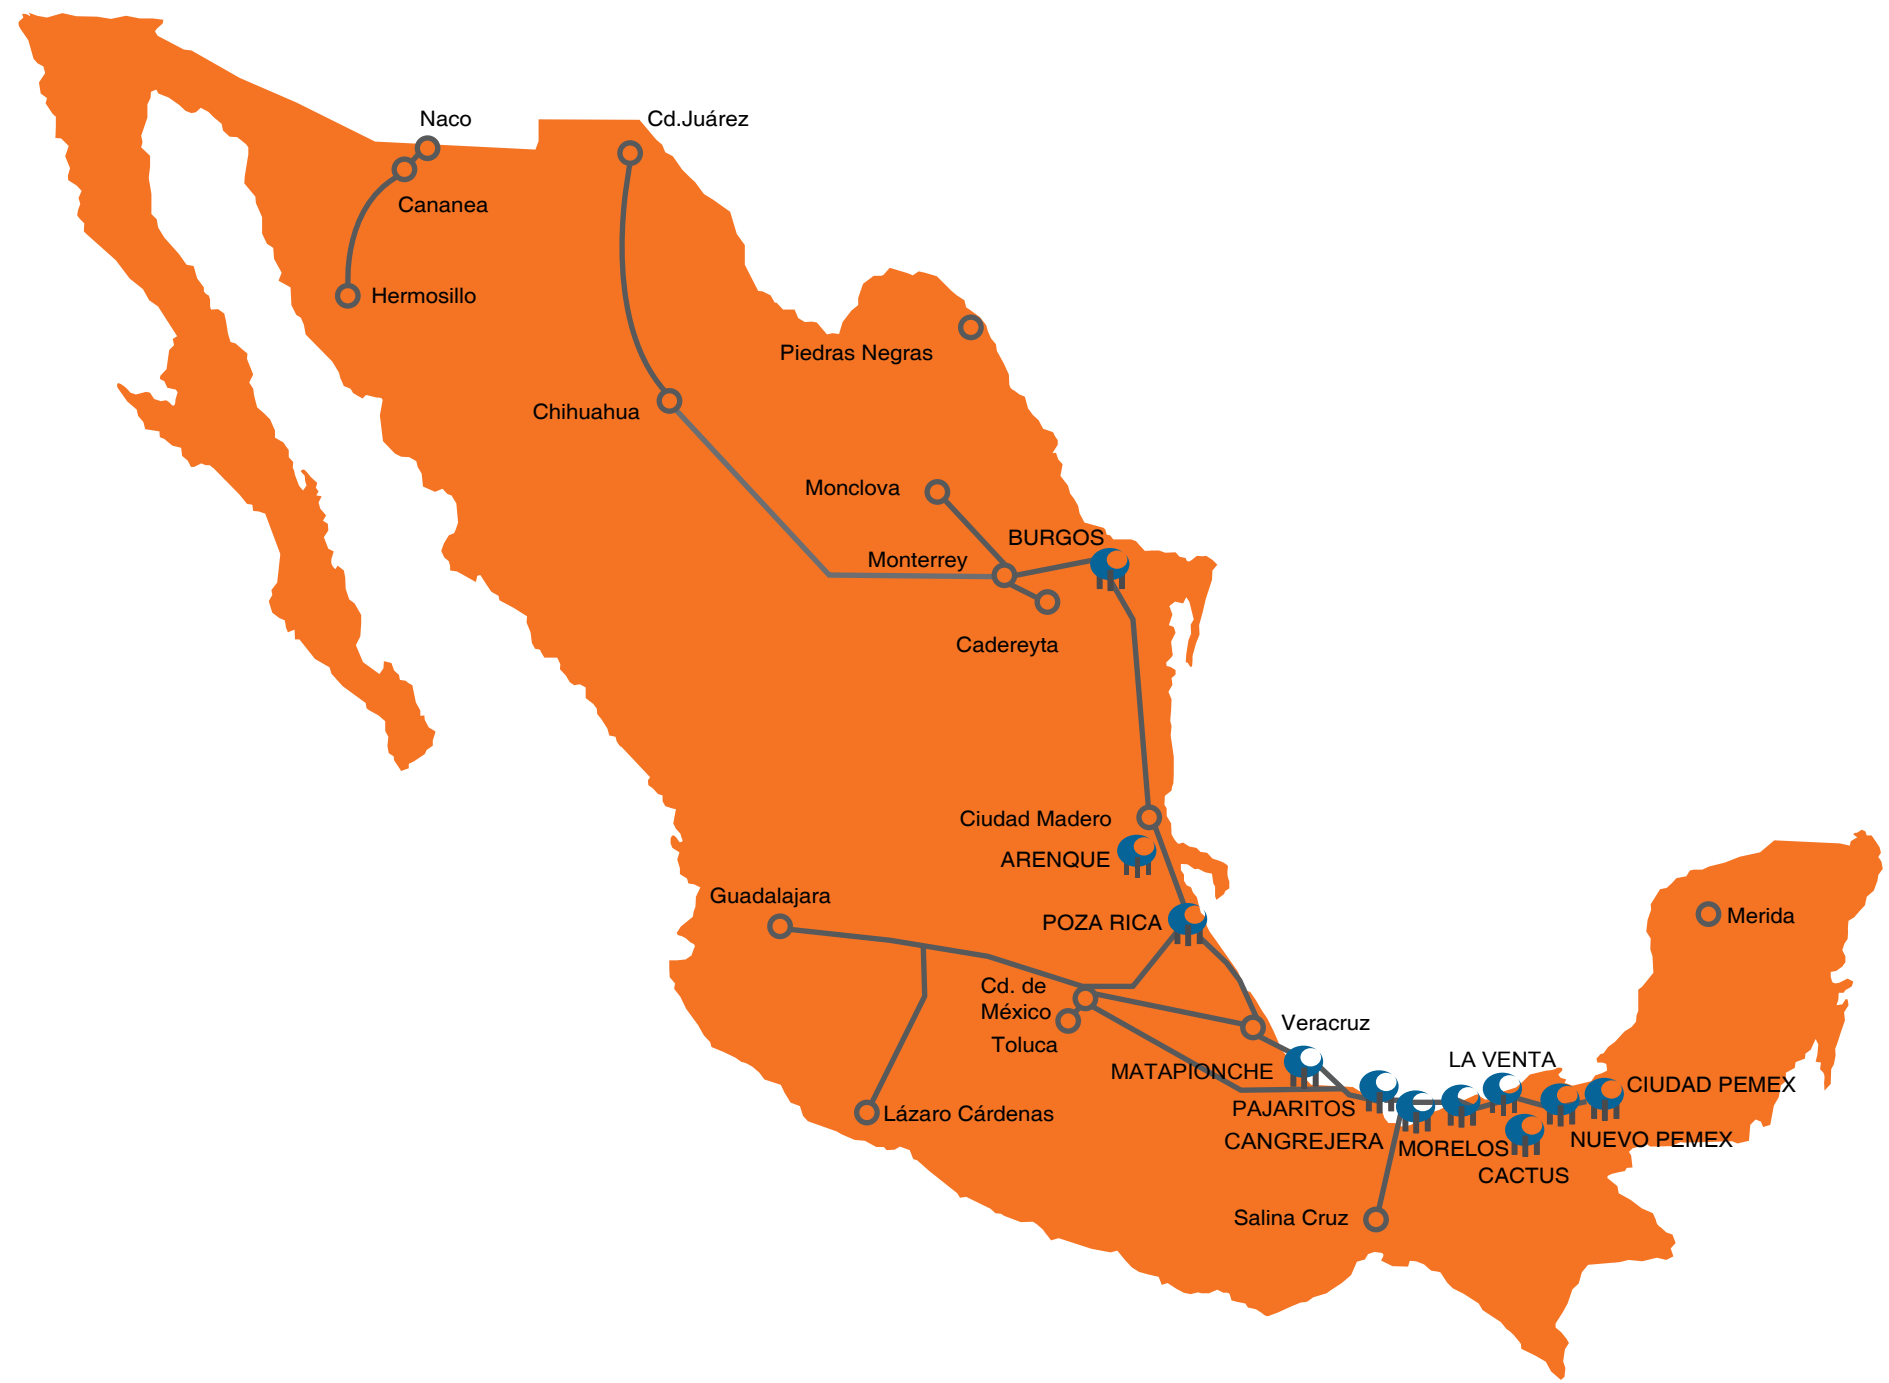 Naco
Cd.Juárez
Cananea
Hermosillo
Piedras Negras
Chihuahua
Monclova
BURGOS
Monterrey
Cadereyta
Ciudad Madero
ARENQUE
Guadalajara
POZA RICA
Merida
Cd. de
México
Toluca
Veracruz
MATAPIONCHE
LA VENTA
CIUDAD PEMEX
PAJARITOS
Lázaro Cárdenas
CANGREJERA
MORELOS
NUEVO PEMEX
CACTUS
Salina Cruz